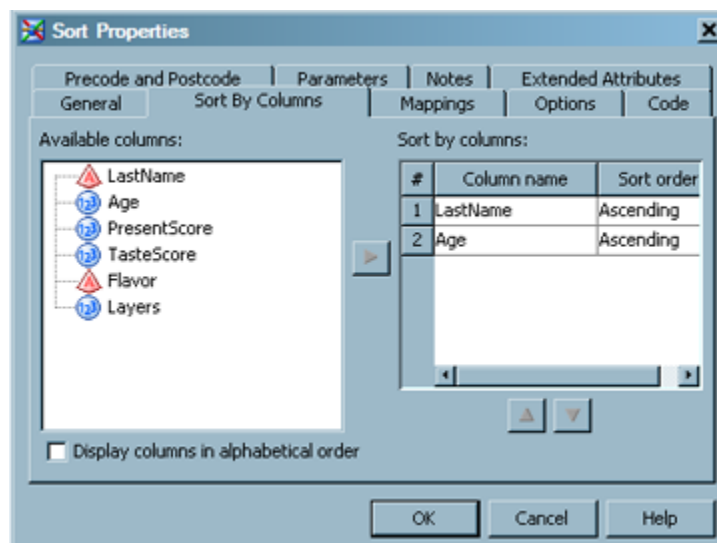 Sort Properties
Precode and Postcode Parameters Notes Extended Attributes
General Sort By Columns Mappings Options Code
Available columns:
LastName
Age
PresentScore
TasteScore
Flavor
Layers
Display columns in alphabetical order
Sort by columns:
# Column name Sort order
1 LastName Ascending
2 Age Ascending
OK Cancel Help